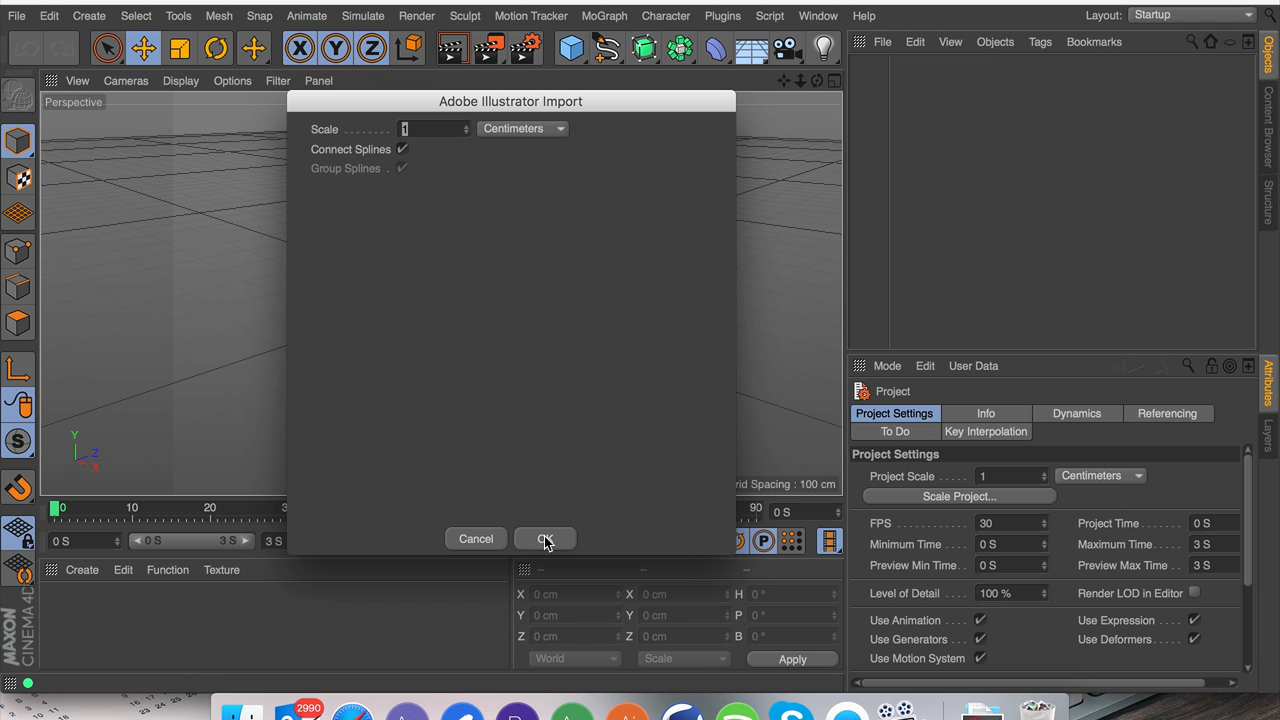 File Edit Create Select Tools Mesh Snap Animate Simulate Render Sculpt Motion Tracker MoGraph Character Plugins Script Window Help Layout: Startup
X Y Z
File Edit View Objects Tags Bookmarks
Objects
Content Browser
Structure
View Cameras Display Options Filter Panel
Perspective
Adobe Illustrator Import
Scale ........ 1 Centimeters
Connect Splines
Group Splines .
Cancel
Y
Z
X
rid Spacing : 100 cm
0 10 20 90 0 S
0 S 0 S 3 S 3 S
P
S
Create Edit Function Texture
-- -- --
X 0 cm X 0 cm H 0 °
Y 0 cm Y 0 cm P 0 °
Z 0 cm Z 0 cm B 0 °
World Scale Apply
Mode Edit User Data
Attributes
Layers
Project
Project Settings Info Dynamics Referencing
To Do Key Interpolation
Project Settings
Project Scale . 1 Centimeters
Scale Project...
FPS ....... 30 Project Time . . 0 S
Minimum Time . . 0 S Maximum Time . . 3 S
Preview Min Time . . 0 S Preview Max Time . . 3 S
Level of Detail .... 100 % Render LOD in Editor
Use Animation .... Use Expression ....
Use Generators .... Use Deformers. . . .
Use Motion System
MAXON
CINEMA 4D
2990